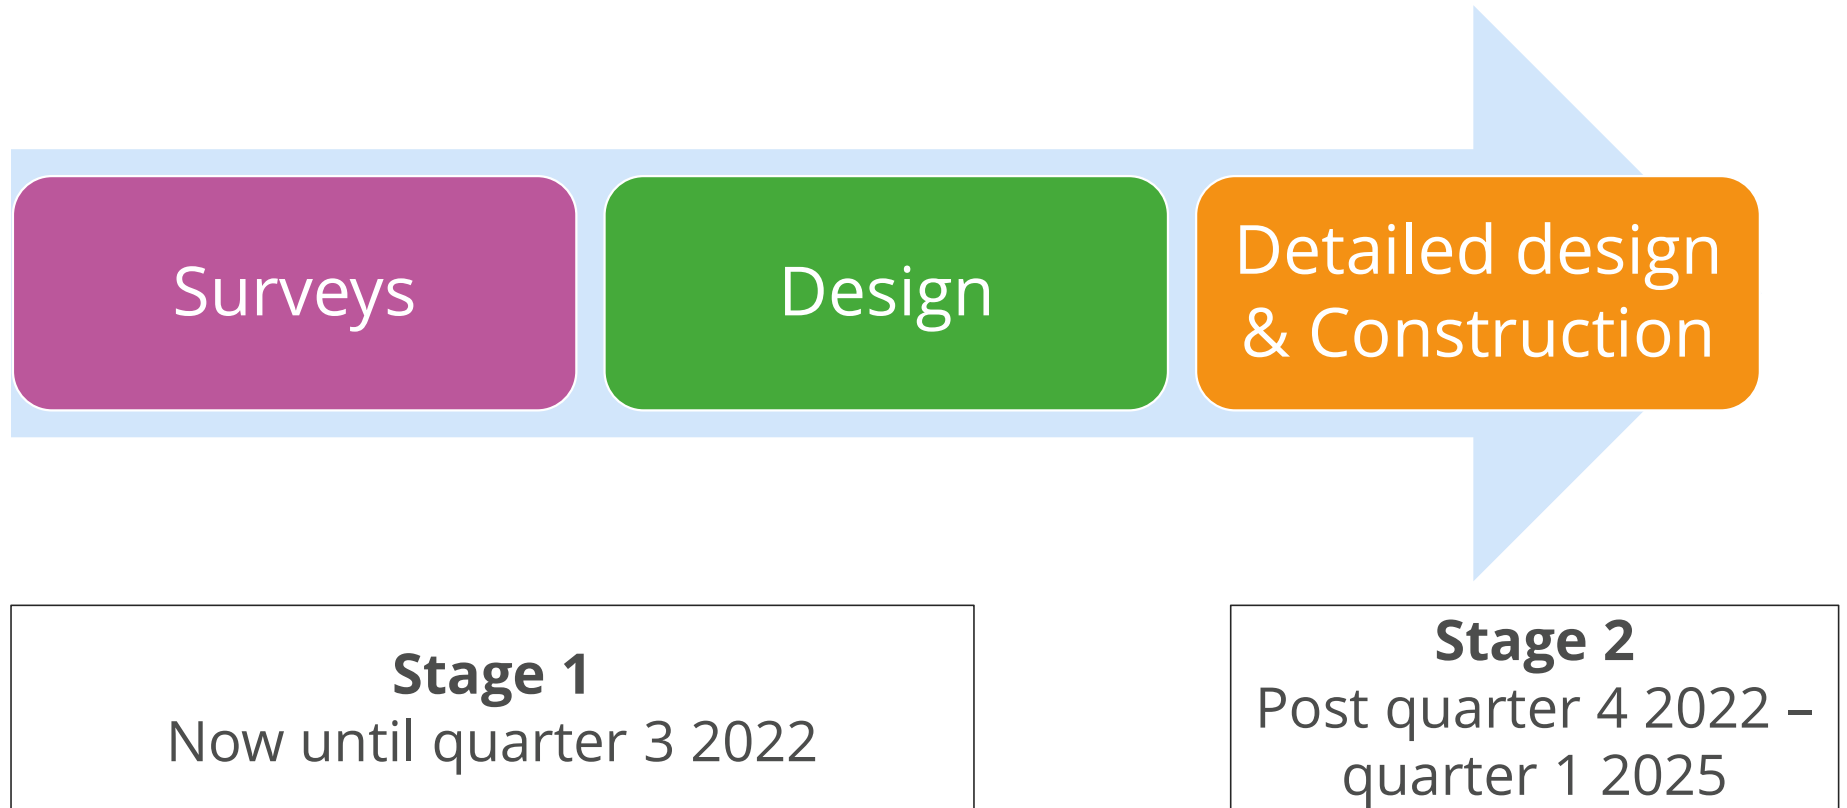 Surveys
Design
Detailed design
& Construction
Stage 1
Now until quarter 3 2022
Stage 2
Post quarter 4 2022 –
quarter 1 2025